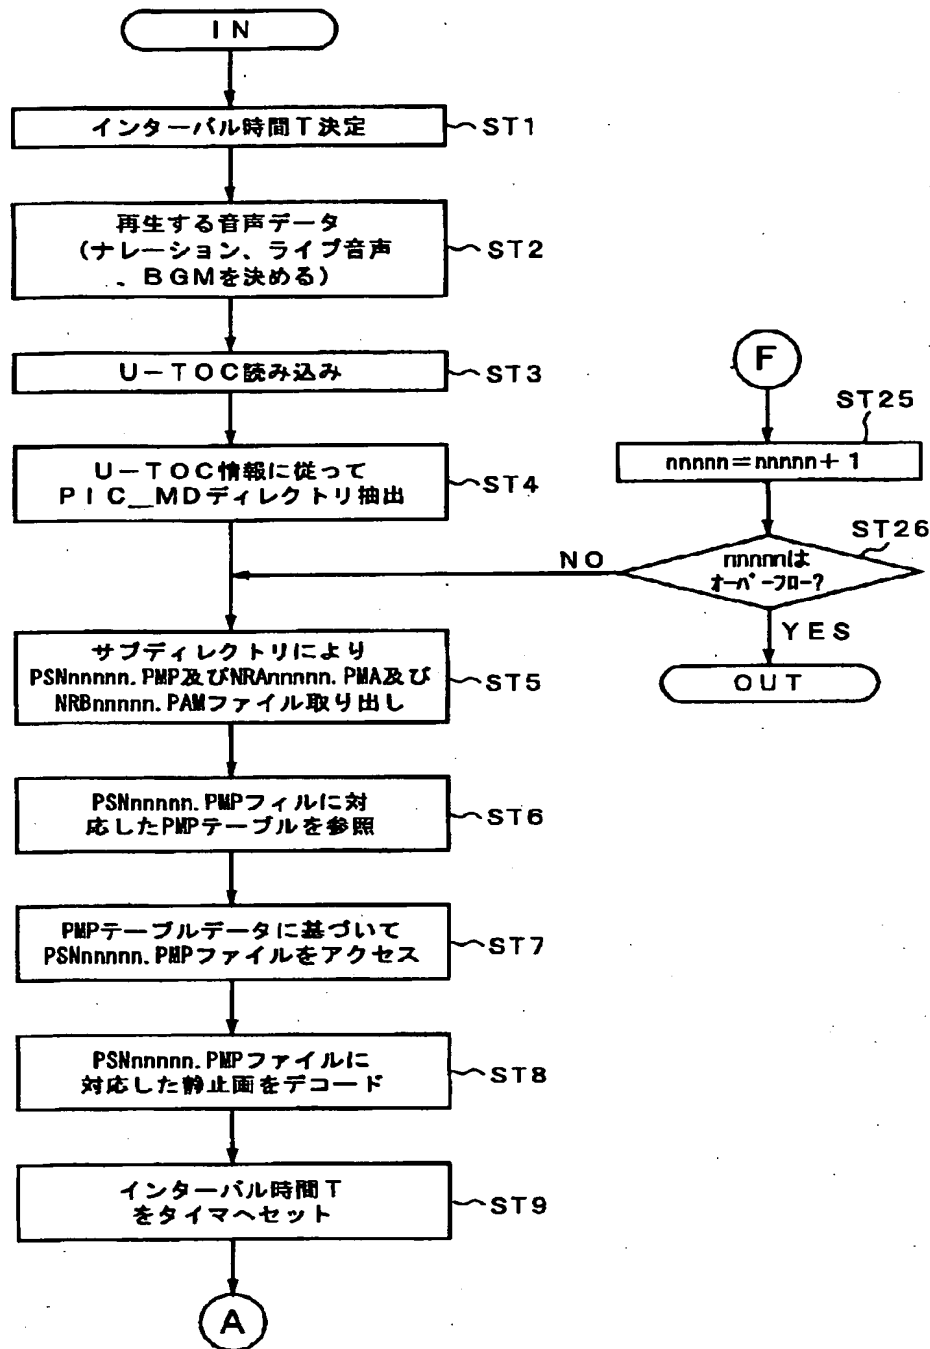 IN
インターバル時間T決定
ST1
再生する音声データ
(ナレーション、ライブ音声
、BGMを決める)
ST2
U-TOC読み込み
ST3
U-TOC情報に従って
PIC_MDディレクトリ抽出
ST4
サブディレクトリにより
PSNnnnnn.PMP及びNRAnnnnn.PMA及び
NRBnnnnn.PAMファイル取り出し
ST5
PSNnnnnn.PMPフィルに対
応したPMPテーブルを参照
ST6
PMPテーブルデータに基づいて
PSNnnnnn.PMPファイルをアクセス
ST7
PSNnnnnn.PMPファイルに
対応した静止画をデコード
ST8
インターバル時間T
をタイマへセット
ST9
A
F
ST25
nnnnn=nnnnn+1
ST26
nnnnnは
オーバーフロー?
NO
YES
OUT